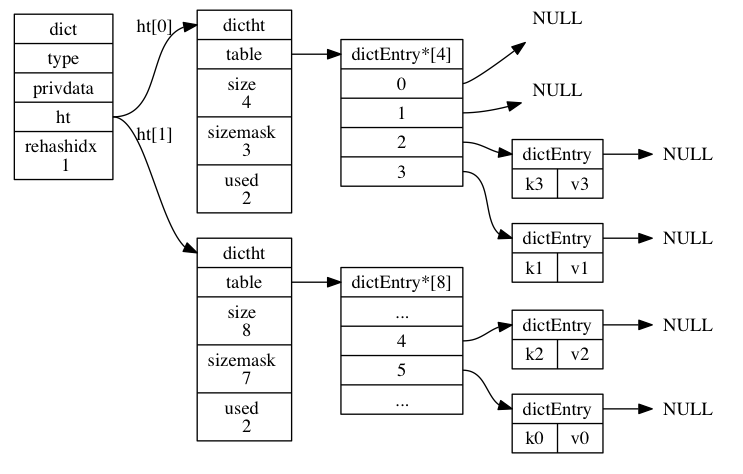 dict
type
privdata
ht
rehashidx
1
ht[0]
ht[1]
dictht
table
size
4
sizemask
3
used
2
dictEntry*[4]
0
1
2
3
NULL
NULL
dictEntry
k3 v3
NULL
dictEntry
k1 v1
NULL
dictht
table
size
8
sizemask
7
used
2
dictEntry*[8]
...
4
5
...
dictEntry
k2 v2
NULL
dictEntry
k0 v0
NULL